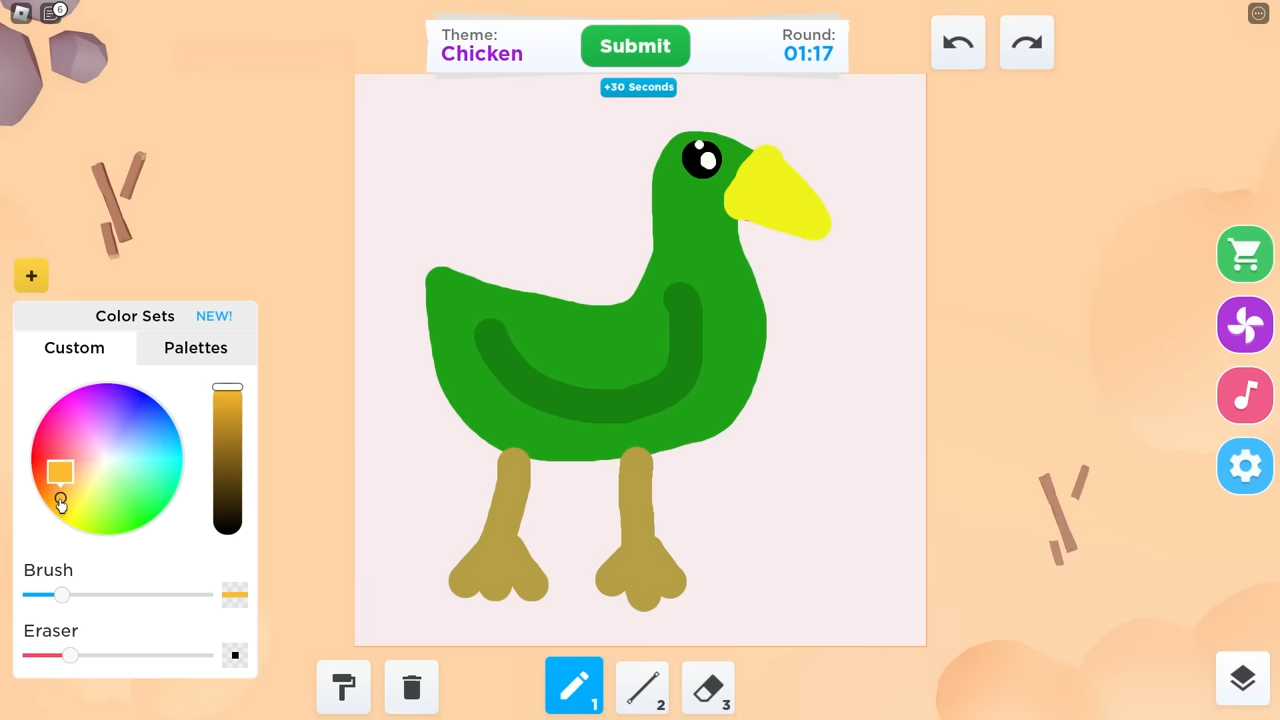 6
Theme:
Chicken
Submit
Round:
01:17
+30 Seconds
+
Color Sets NEW!
Custom
Palettes
Brush
Eraser
1
2
3